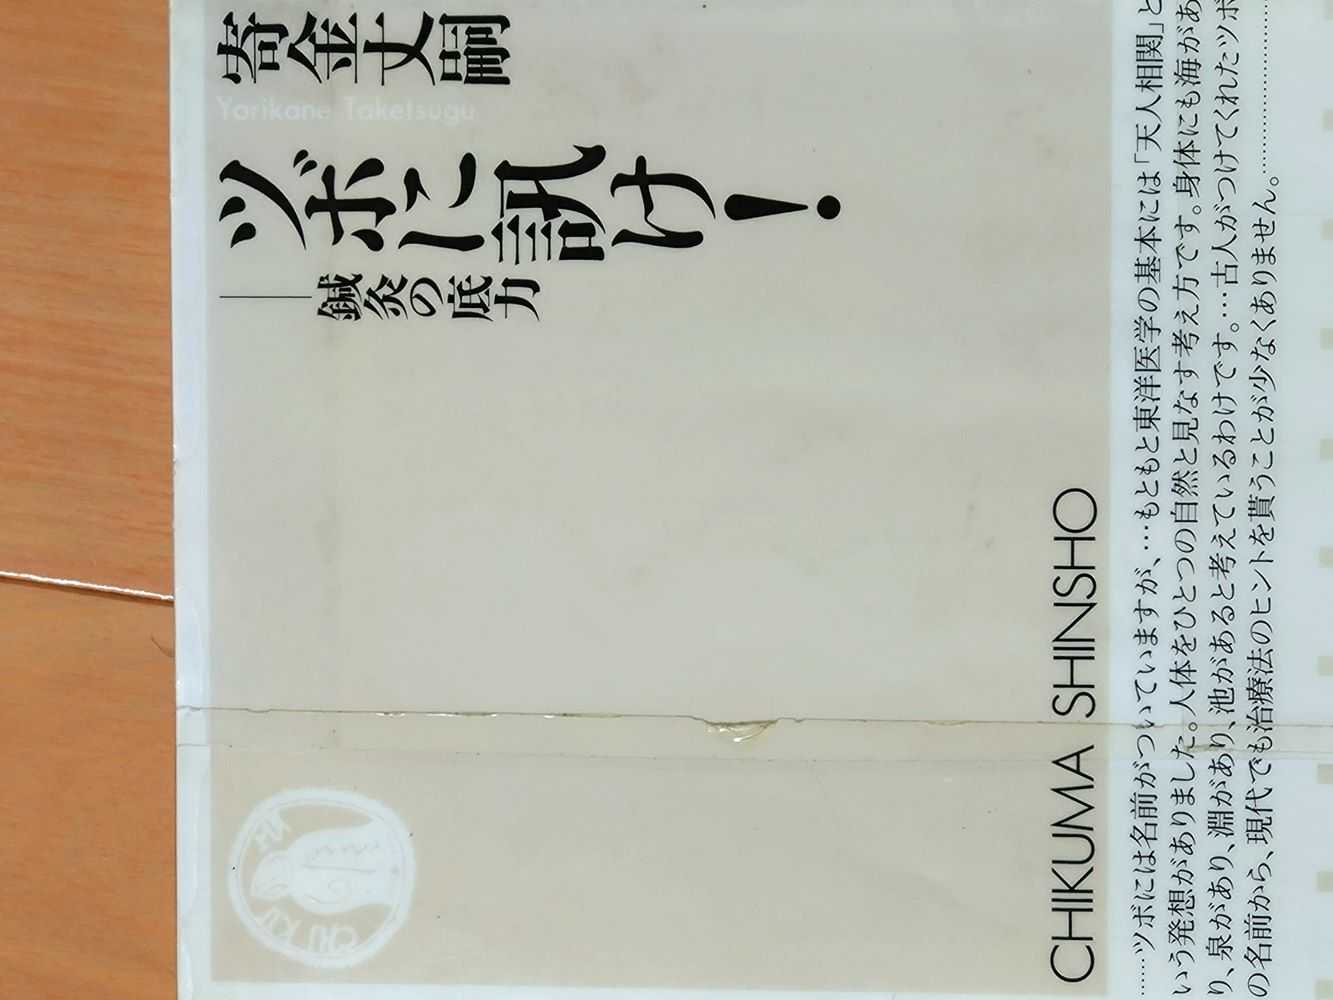 寄金丈嗣
Yorikane Taketsugu
ツボに訊け!
──鍼灸の底力
CHIKUMA SHINSHO
……ツボには名前がついていますが、…もともと東洋医学の基本には「天人相関」と
いう発想がありました。人体をひとつの自然と見なす考え方です。身体にも海があ
り、泉があり、淵があり、池があると考えているわけです。…古人がつけてくれたツボ
の名前から、現代でも治療法のヒントを貰うことが少なくありません。……………